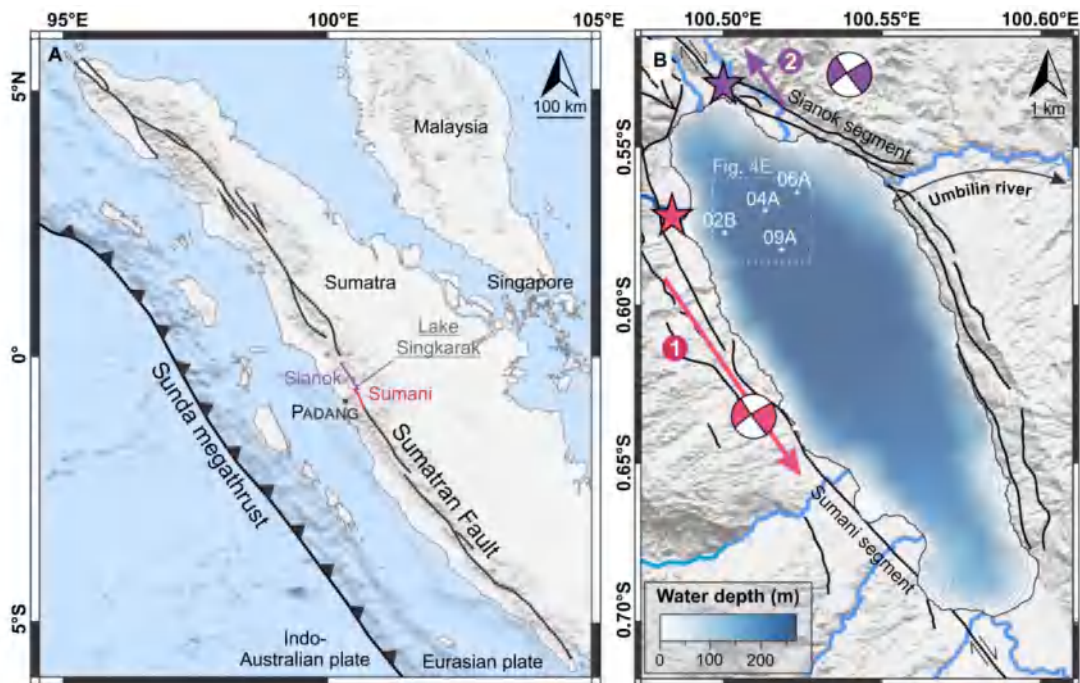 95°E
100°E
105°E
A
5°N
100 km
Malaysia
Sumatra
Singapore
Lake
Singkarak
0°
Sianok
Sumani
PADANG
Sunda megathrust
Sumatran Fault
5°S
Indo-
Australian plate
Eurasian plate
100.50°E
100.55°E
100.60°E
B
2
1 km
Sianok segment
0.55°S
Fig. 4E
06A
04A
02B
09A
Umbilin river
0.60°S
1
0.65°S
Sumani segment
0.70°S
Water depth (m)
0
100
200